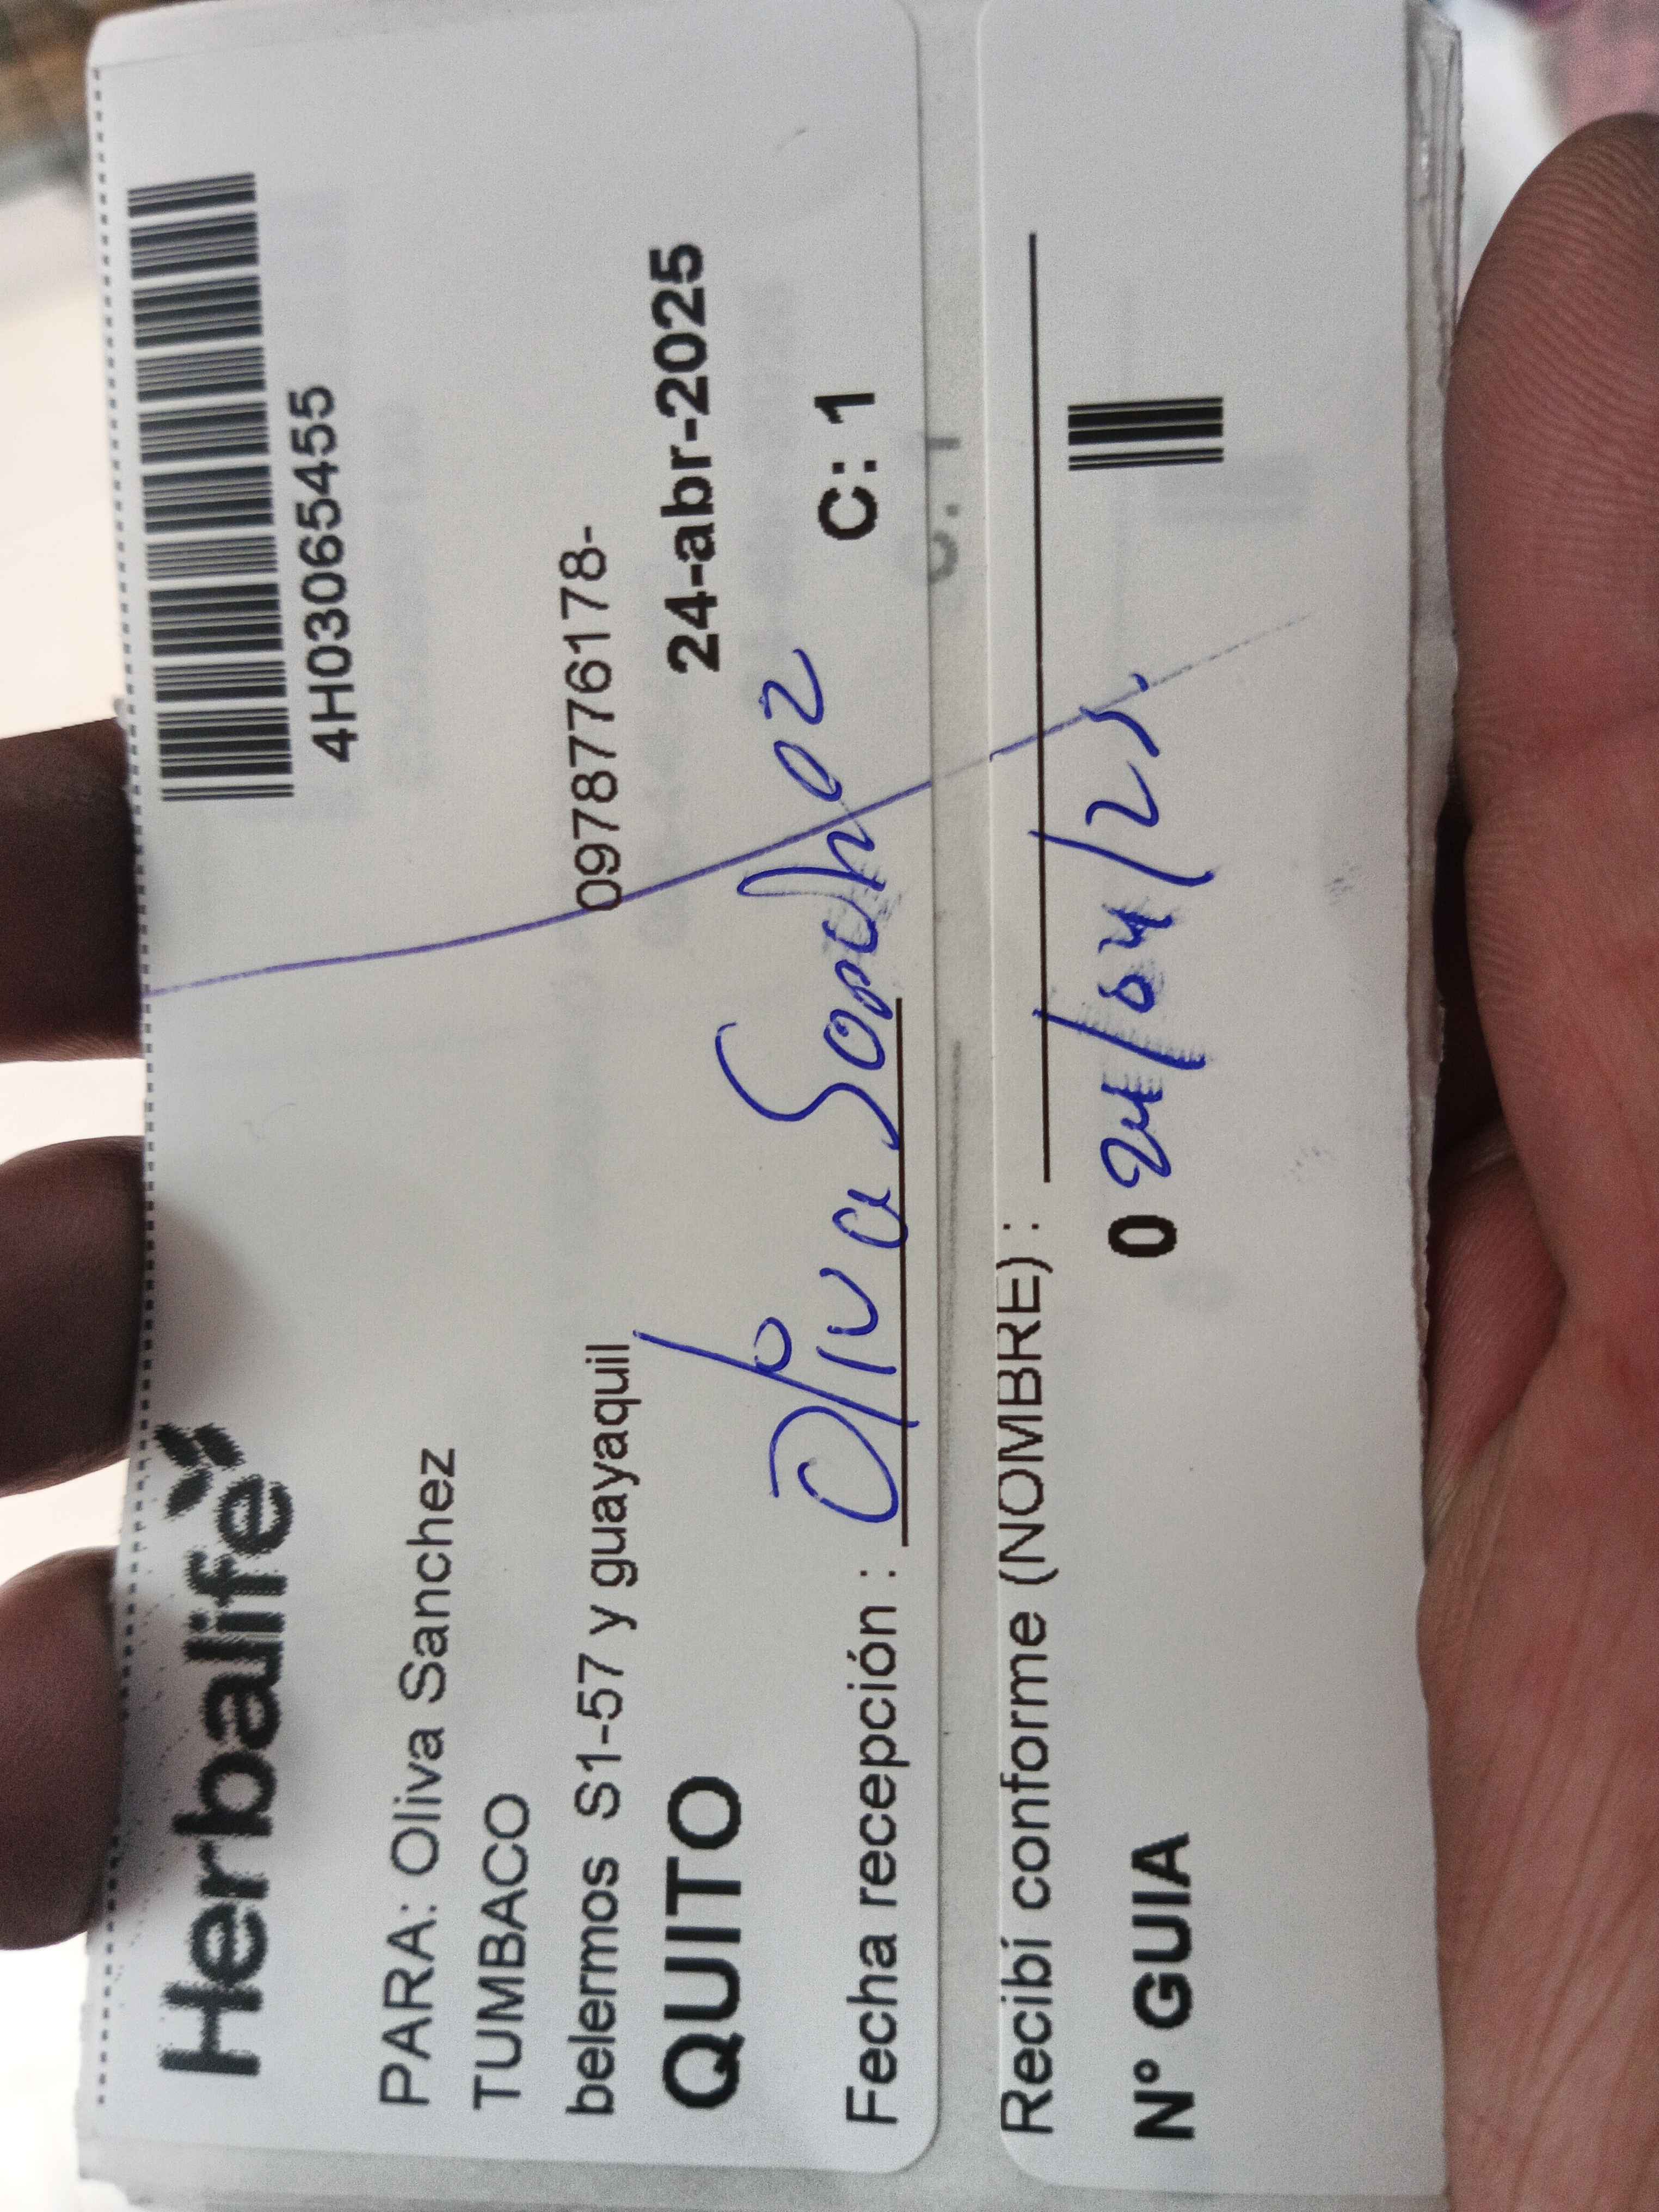 Herbalife
4H03065455
PARA: Oliva Sanchez
TUMBACO
belermos S1-57 y guayaquil 0978776178-
QUITO 24-abr-2025
Fecha recepción : Oliva Sanchez C: 1
Recibí conforme (NOMBRE) :
N° GUIA 0 24/04/25.